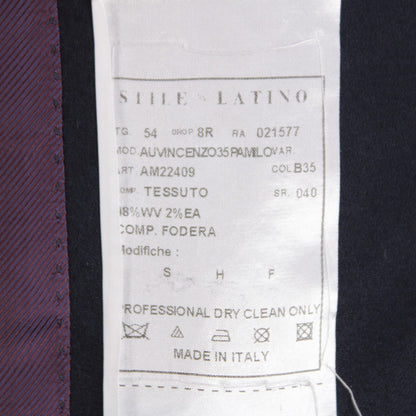 STILE LATINO
TG. 54 DROP 8R RA 021577
MOD. AUVINCENZO35PAMILO VAR.
ART AM22409 COL B35
COMP. TESSUTO SR. 040
98%WV 2%EA
COMP. FODERA
Modifiche :
S H F
PROFESSIONAL DRY CLEAN ONLY
MADE IN ITALY